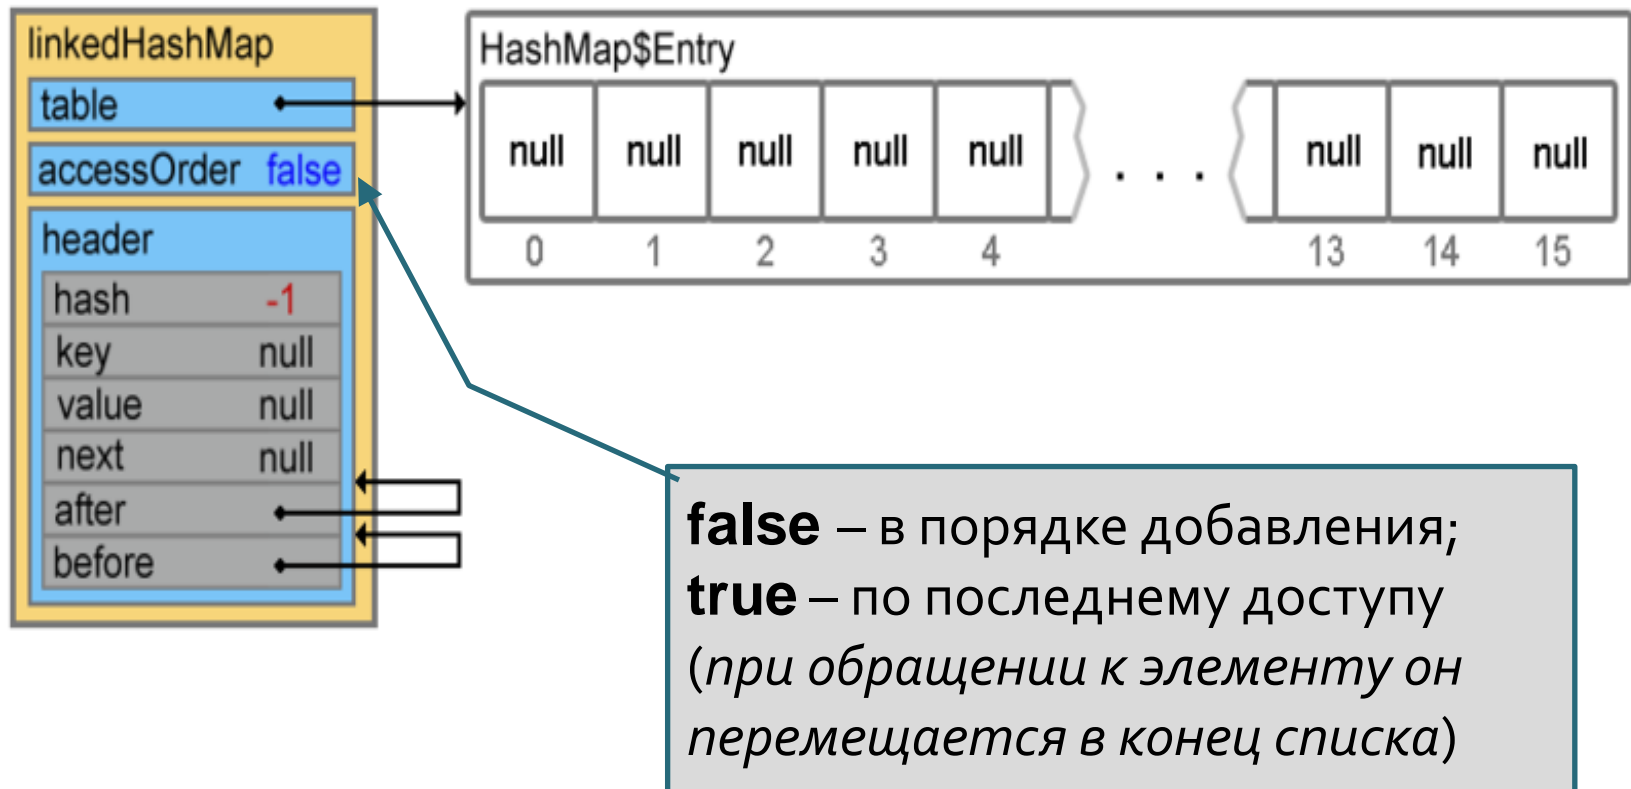 linkedHashMap
table
accessOrder false
header
hash -1
key null
value null
next null
after
before
HashMap$Entry
null null null null null . . . null null null
0 1 2 3 4 13 14 15
false – в порядке добавления;
true – по последнему доступу
(при обращении к элементу он
перемещается в конец списка)